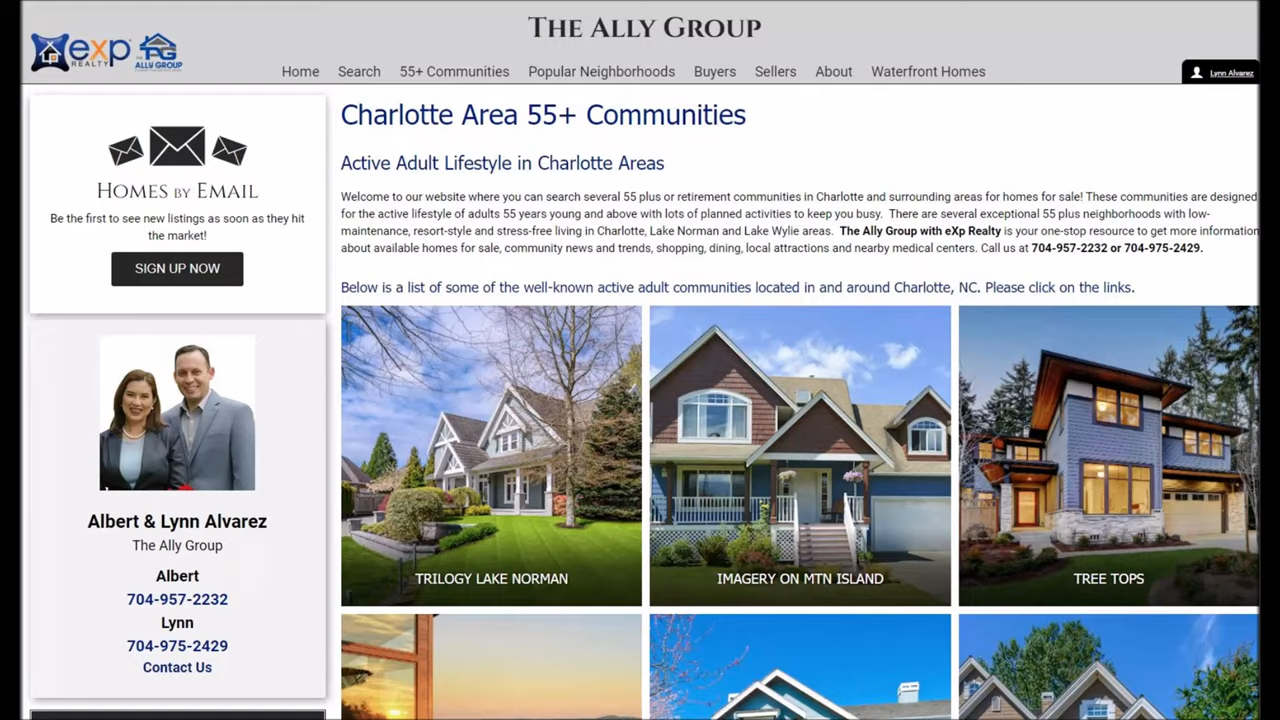 THE ALLY GROUP
eXp
REALTY
ALLY GROUP
Home Search 55+ Communities Popular Neighborhoods Buyers Sellers About Waterfront Homes
Lynn Alvarez
HOMES BY EMAIL
Be the first to see new listings as soon as they hit
the market!
SIGN UP NOW
Albert & Lynn Alvarez
The Ally Group
Albert
704-957-2232
Lynn
704-975-2429
Contact Us
Charlotte Area 55+ Communities
Active Adult Lifestyle in Charlotte Areas
Welcome to our website where you can search several 55 plus or retirement communities in Charlotte and surrounding areas for homes for sale! These communities are designed
for the active lifestyle of adults 55 years young and above with lots of planned activities to keep you busy. There are several exceptional 55 plus neighborhoods with low-
maintenance, resort-style and stress-free living in Charlotte, Lake Norman and Lake Wylie areas. The Ally Group with eXp Realty is your one-stop resource to get more information
about available homes for sale, community news and trends, shopping, dining, local attractions and nearby medical centers. Call us at 704-957-2232 or 704-975-2429.
Below is a list of some of the well-known active adult communities located in and around Charlotte, NC. Please click on the links.
TRILOGY LAKE NORMAN
IMAGERY ON MTN ISLAND
TREE TOPS